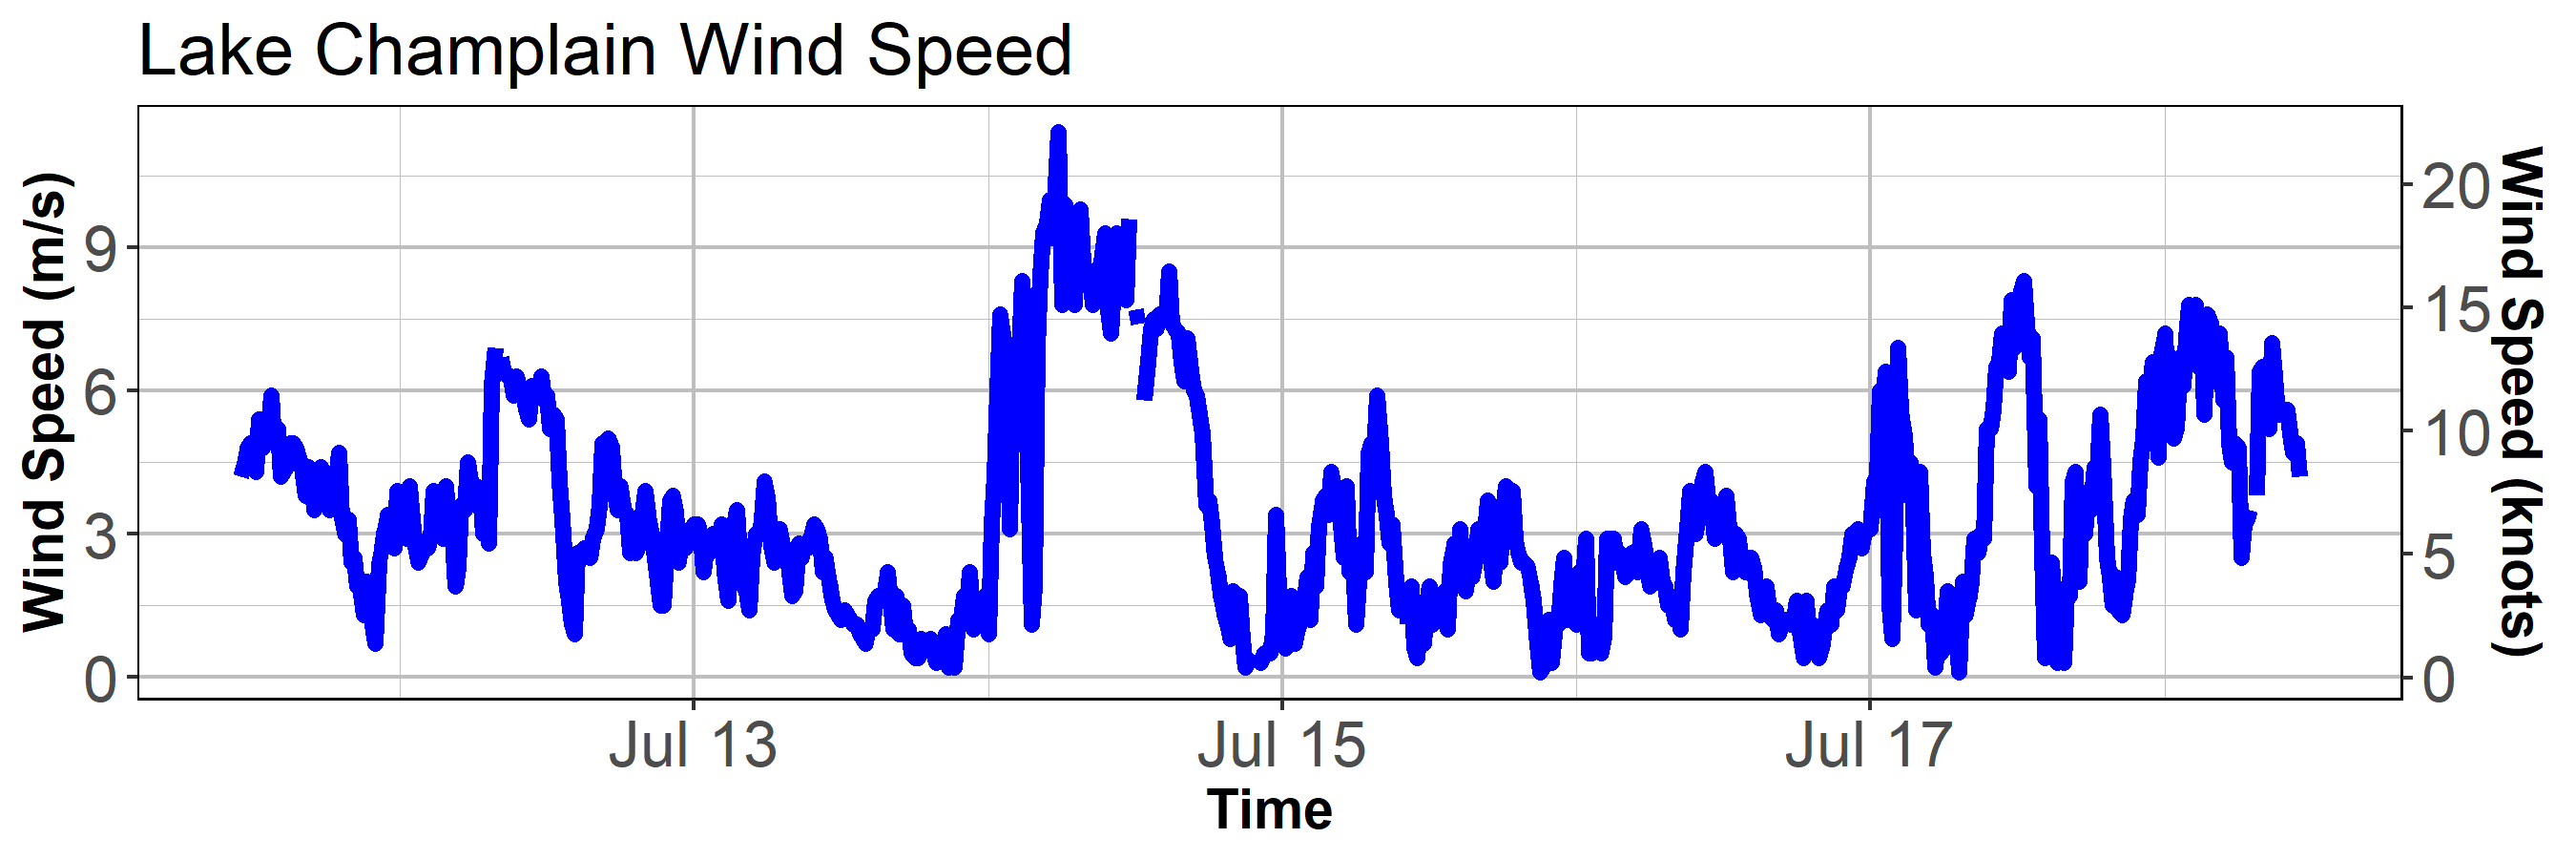 Lake Champlain Wind Speed
Wind Speed (m/s)
9
6
3
0
20
15
10
5
0
Wind Speed (knots)
Jul 13
Jul 15
Jul 17
Time